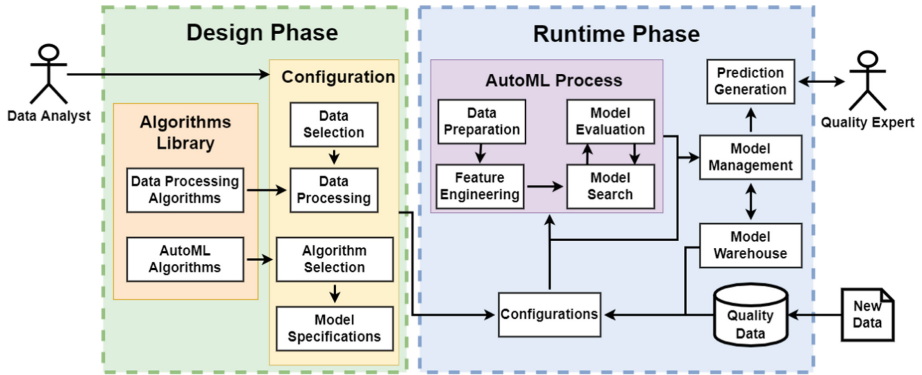 Design Phase
Runtime Phase
Data Analyst
Configuration
Algorithms
Library
Data
Selection
Data Processing
Algorithms
Data
Processing
AutoML
Algorithms
Algorithm
Selection
Model
Specifications
AutoML Process
Data
Preparation
Model
Evaluation
Feature
Engineering
Model
Search
Prediction
Generation
Quality Expert
Model
Management
Model
Warehouse
Configurations
Quality
Data
New
Data